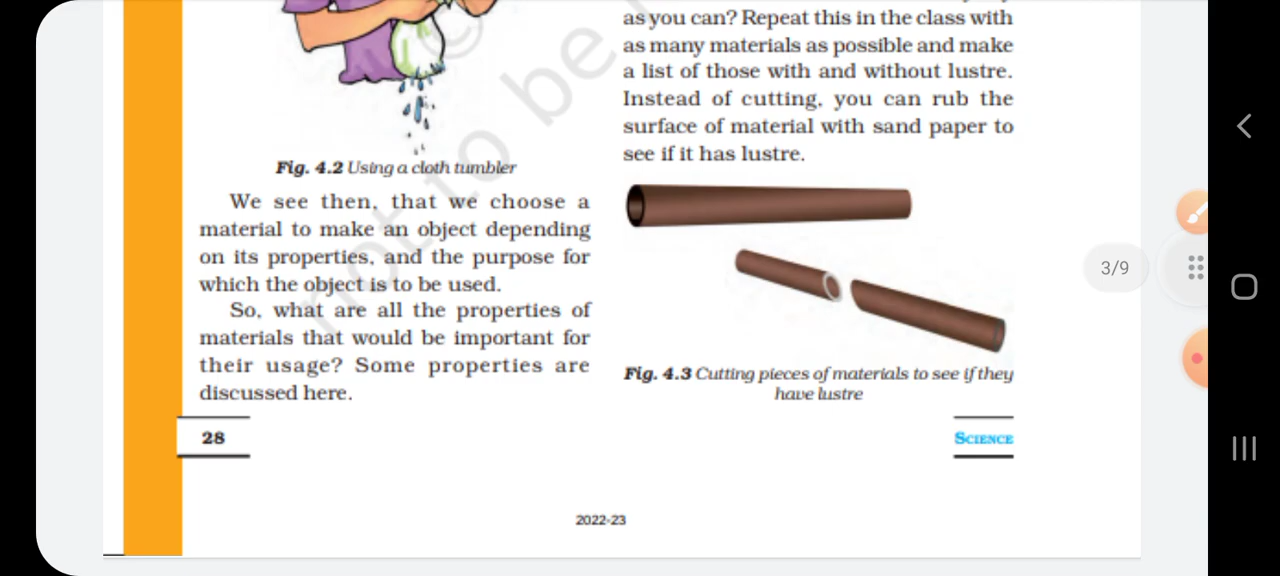 as you can? Repeat this in the class with
as many materials as possible and make
a list of those with and without lustre.
Instead of cutting, you can rub the
surface of material with sand paper to
see if it has lustre.
Fig. 4.2 Using a cloth tumbler
We see then, that we choose a
material to make an object depending
on its properties, and the purpose for
which the object is to be used.
So, what are all the properties of
materials that would be important for
their usage? Some properties are
discussed here.
Fig. 4.3 Cutting pieces of materials to see if they
have lustre
28
SCIENCE
2022-23
not to be
3/9